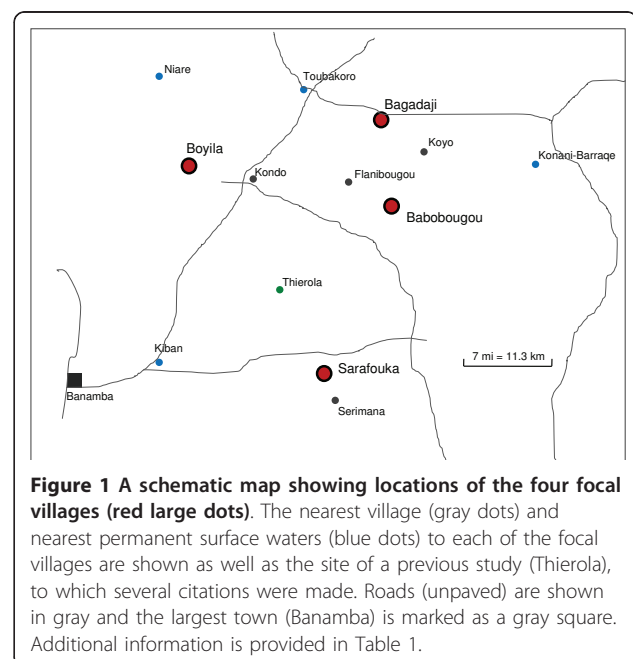 Niare
Toubakoro
Bagadaji
Boyila
Koyo
Konani-Barraqe
Kondo
Flanibougou
Babobougou
Thierola
Kiban
7 mi = 11.3 km
Sarafouka
Banamba
Serimana
Figure 1 A schematic map showing locations of the four focal
villages (red large dots). The nearest village (gray dots) and
nearest permanent surface waters (blue dots) to each of the focal
villages are shown as well as the site of a previous study (Thierola),
to which several citations were made. Roads (unpaved) are shown
in gray and the largest town (Banamba) is marked as a gray square.
Additional information is provided in Table 1.